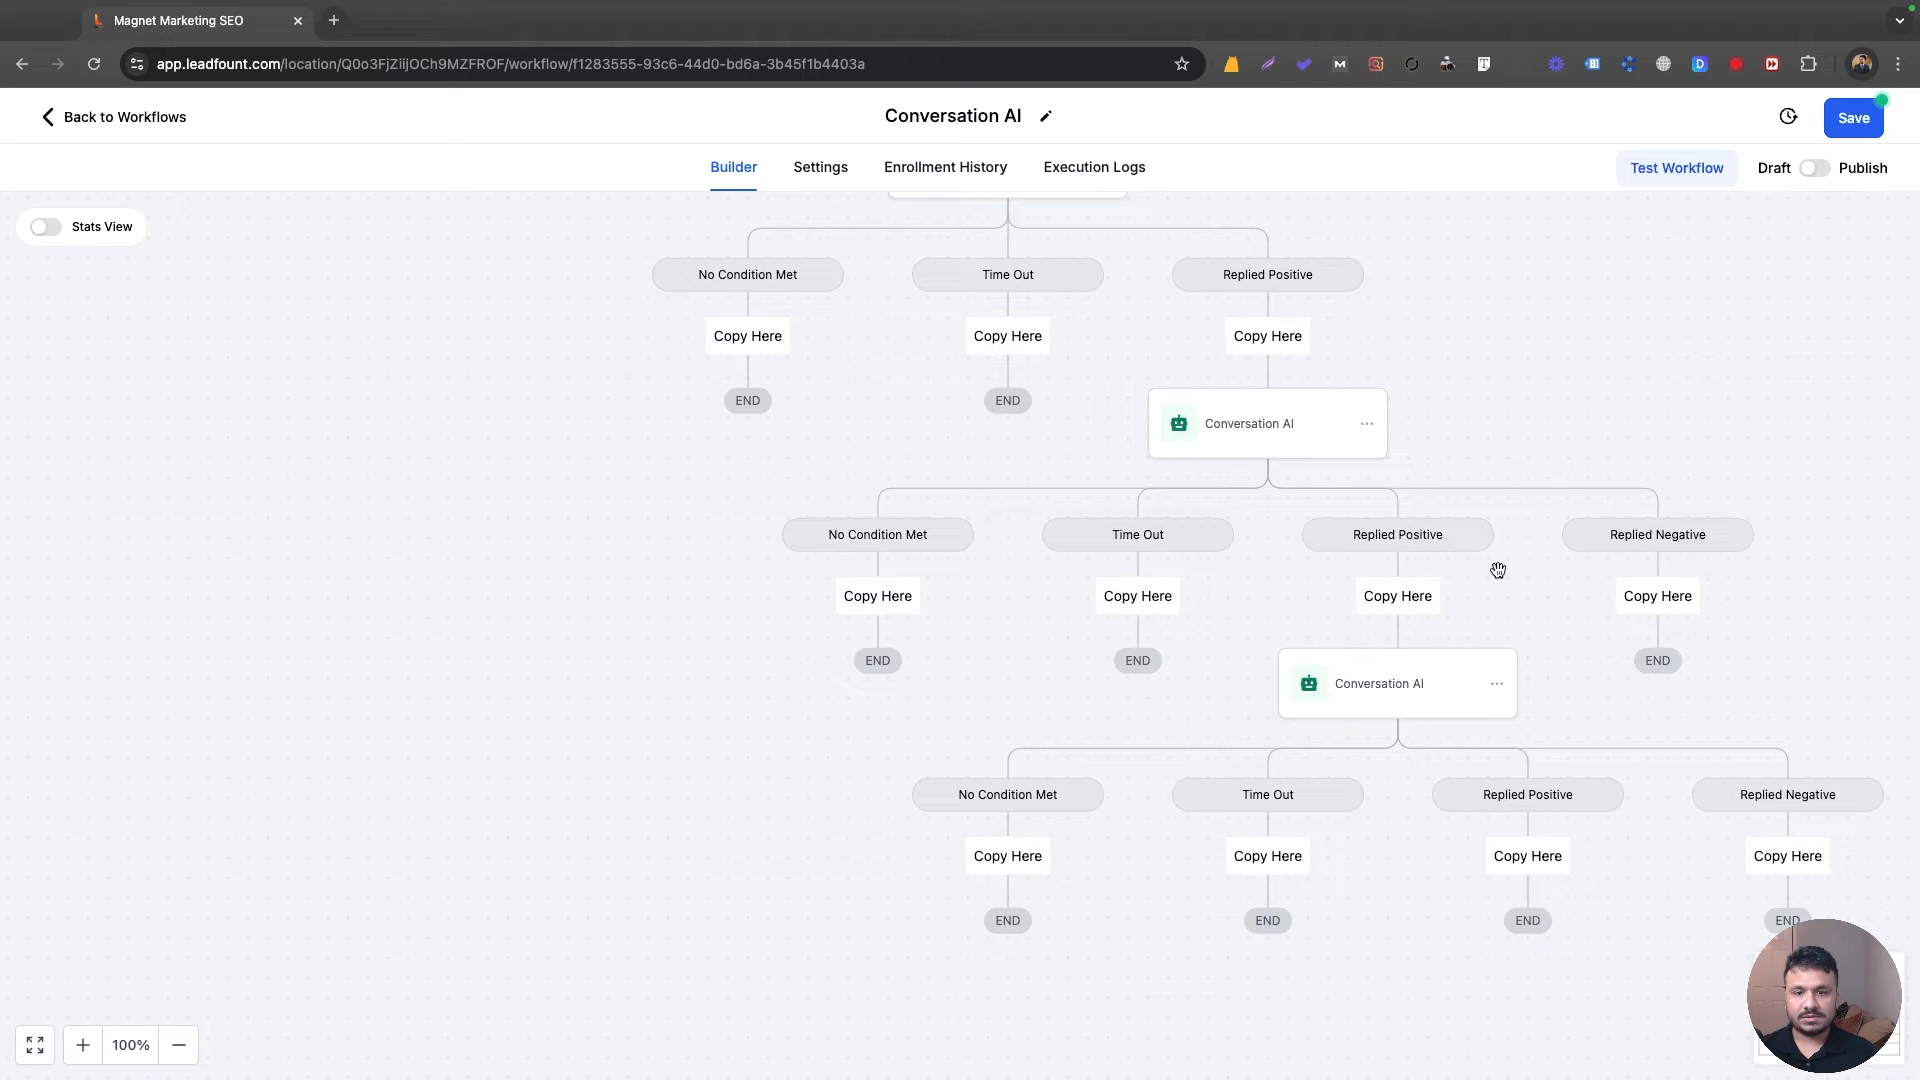 Magnet Marketing SEO
app.leadfount.com/location/Q0o3FjZiijOCh9MZFROF/workflow/f1283555-93c6-44d0-bd6a-3b45f1b4403a
Back to Workflows
Conversation AI
Save
Builder
Settings
Enrollment History
Execution Logs
Test Workflow
Draft
Publish
Stats View
No Condition Met
Time Out
Replied Positive
Copy Here
Copy Here
Copy Here
END
END
Conversation AI
No Condition Met
Time Out
Replied Positive
Replied Negative
Copy Here
Copy Here
Copy Here
Copy Here
END
END
END
Conversation AI
No Condition Met
Time Out
Replied Positive
Replied Negative
Copy Here
Copy Here
Copy Here
Copy Here
END
END
END
END
100%